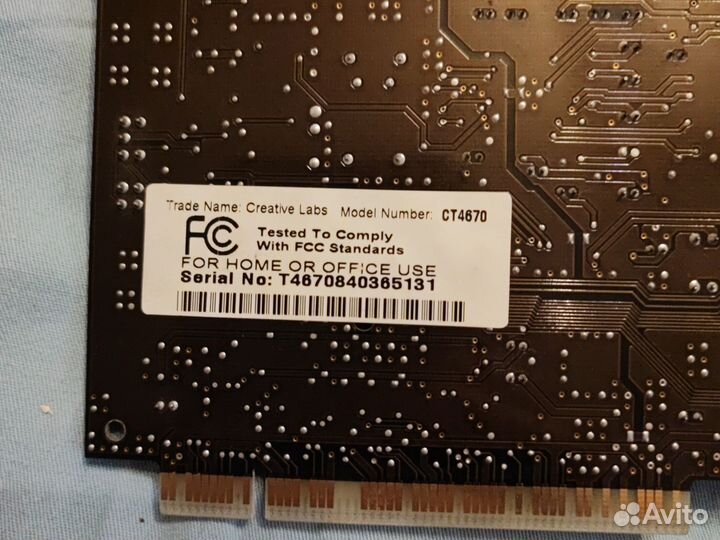 Trade Name: Creative Labs Model Number: CT4670
FC Tested To Comply
With FCC Standards
FOR HOME OR OFFICE USE
Serial No: T4670840365131
Avito